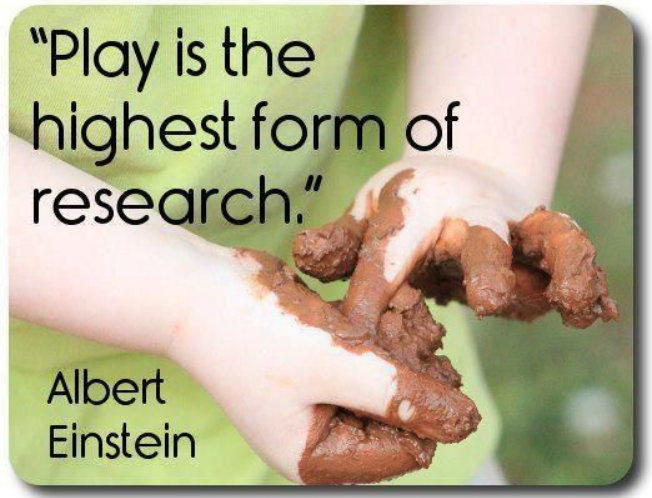 “Play is the
highest form of
research.”
Albert
Einstein